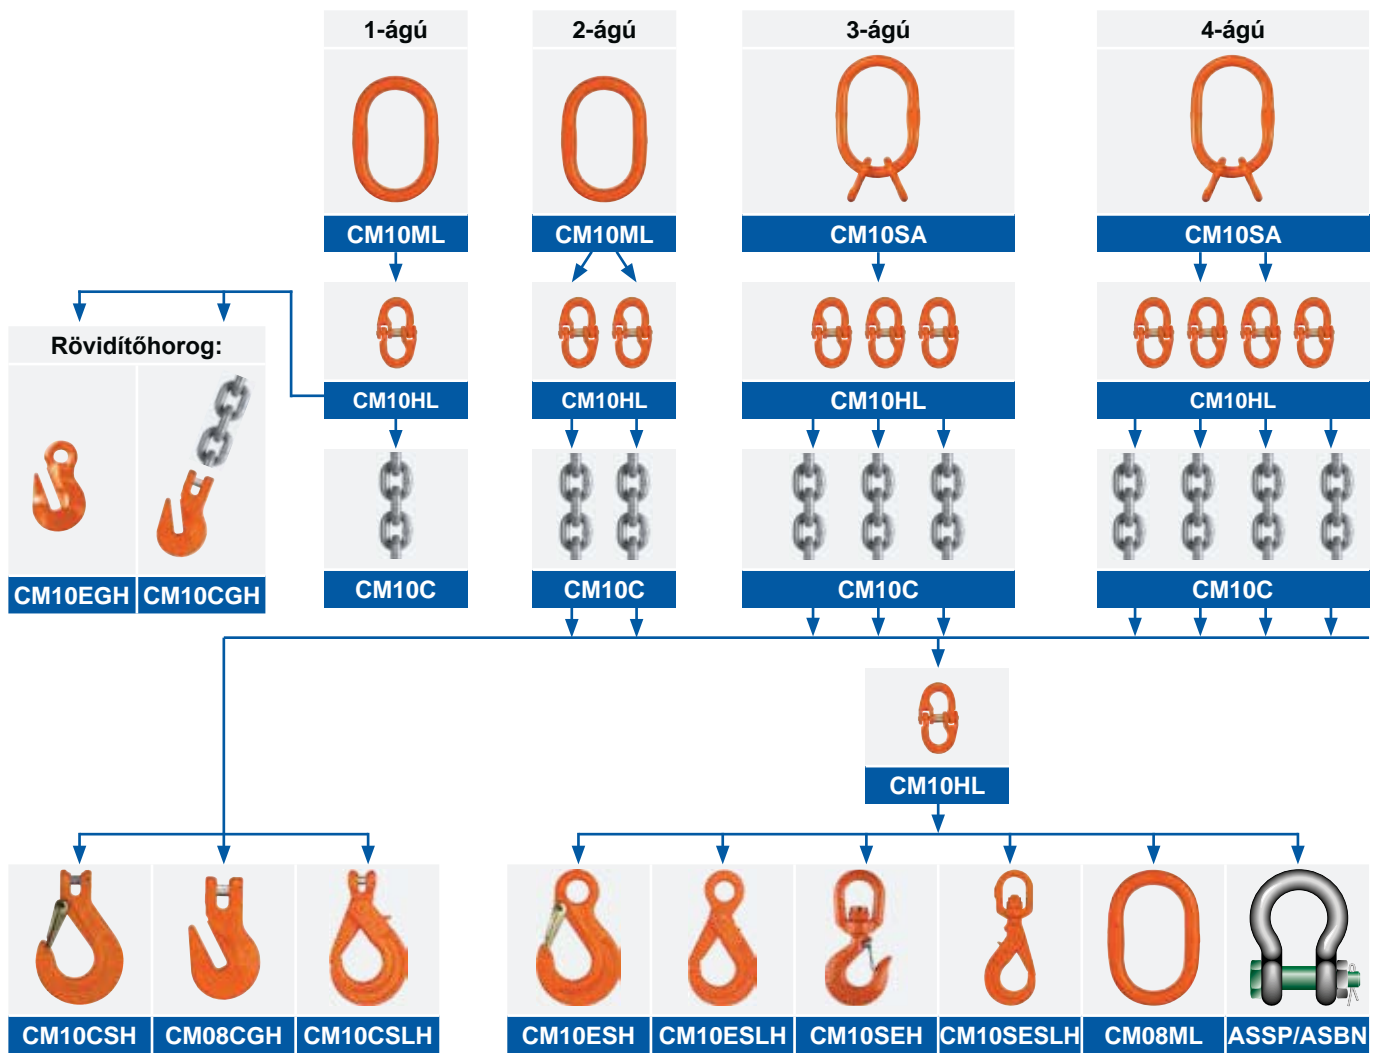 1-ágú
2-ágú
3-ágú
4-ágú
CM10ML
CM10ML
CM10SA
CM10SA
Rövidítőhorog:
CM10HL
CM10HL
CM10HL
CM10HL
CM10EGH
CM10CGH
CM10C
CM10C
CM10C
CM10C
CM10HL
CM10CSH
CM08CGH
CM10CSLH
CM10ESH
CM10ESLH
CM10SEH
CM10SESLH
CM08ML
ASSP/ASBN